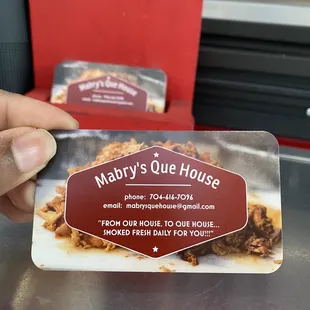 Mabry's Que House
Mabry's Que House
phone: 704-616-7096
email: mabrysquehouse@gmail.com
"FROM OUR HOUSE, TO QUE HOUSE...
SMOKED FRESH DAILY FOR YOU!!!"